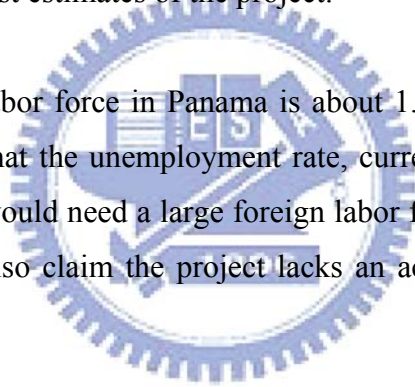 st estimates of the project.
bor force in Panama is about 1.
hat the unemployment rate, curre
would need a large foreign labor f
so claim the project lacks an ad